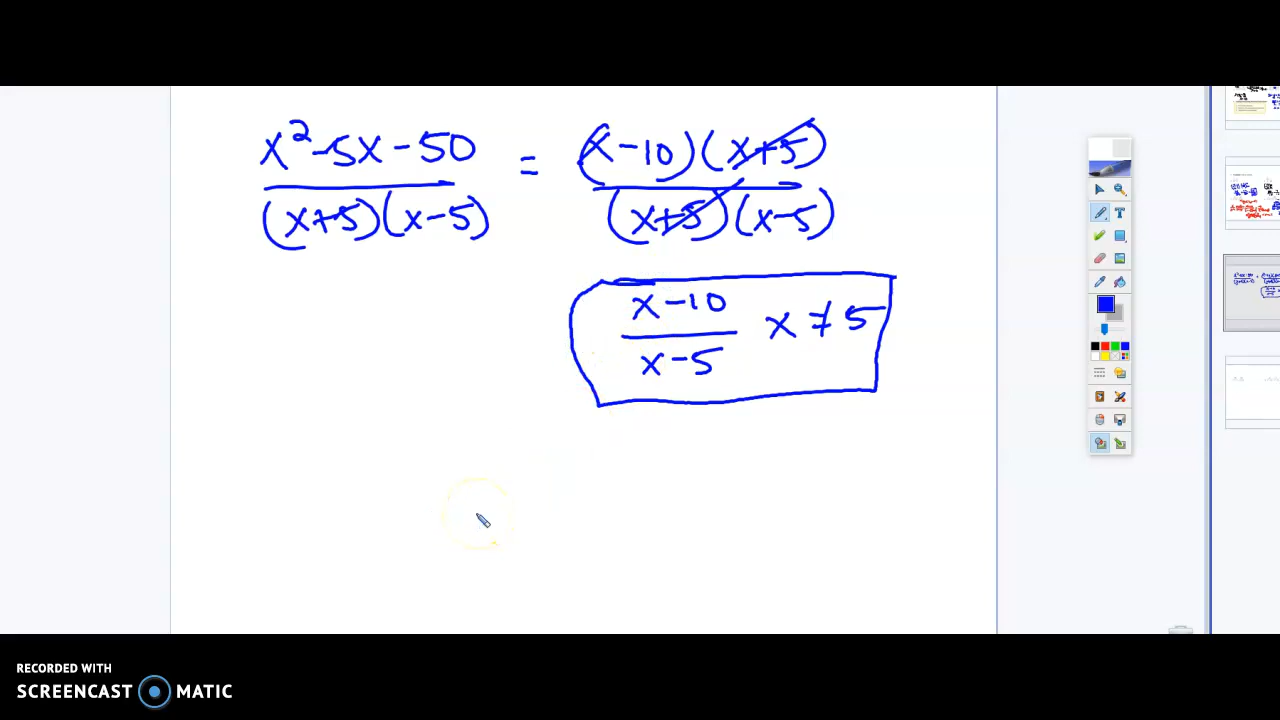 x² - 5x - 50 = (x - 10)(x + 5)
(x + 5)(x - 5) (x + 5)(x - 5)
x - 10 x ≠ 5
x - 5
RECORDED WITH
SCREENCAST MATIC